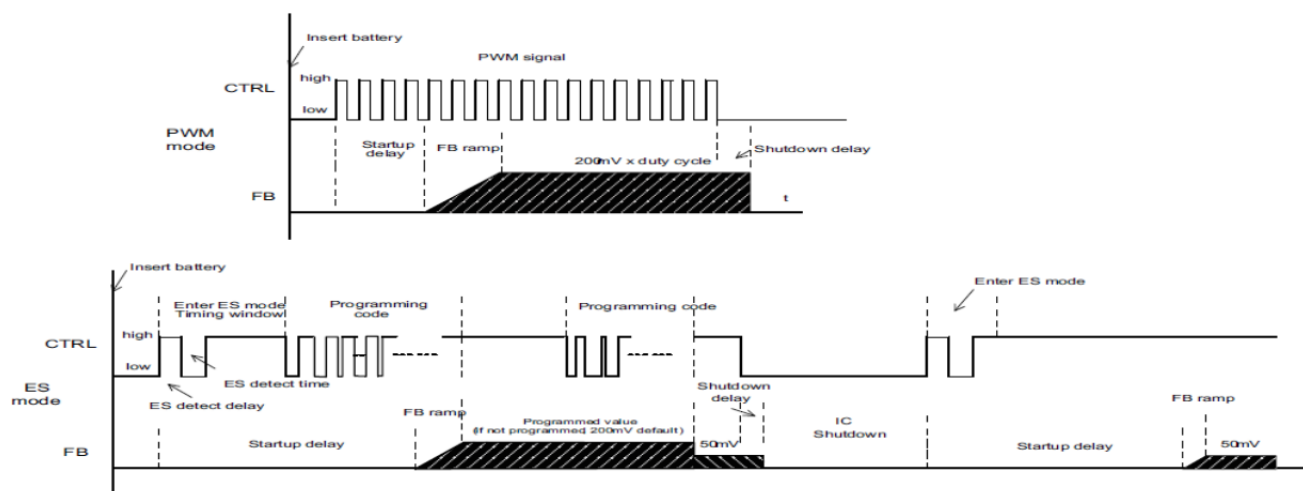 Insert battery
PWM signal
high
CTRL
low
PWM
mode
Startup
delay
FB ramp
200mV x duty cycle
Shutdown delay
FB
t
Insert battery
Enter ES mode
Enter ES mode
Timing window
Programming
code
Programming code
high
CTRL
low
ES detect time
ES
mode
ES detect delay
Shutdown
delay
FB ramp
Programmed value
(If not programmed, 200mV default)
IC
Shutdown
FB ramp
Startup delay
50mV
Startup delay
50mV
FB